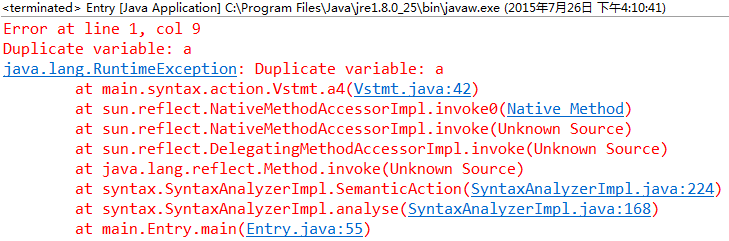 <terminated> Entry [Java Application] C:\Program Files\Java\jre1.8.0_25\bin\javaw.exe (2015年7月26日 下午4:10:41)
Error at line 1, col 9
Duplicate variable: a
java.lang.RuntimeException: Duplicate variable: a
at main.syntax.action.Vstmt.a4(Vstmt.java:42)
at sun.reflect.NativeMethodAccessorImpl.invoke0(Native Method)
at sun.reflect.NativeMethodAccessorImpl.invoke(Unknown Source)
at sun.reflect.DelegatingMethodAccessorImpl.invoke(Unknown Source)
at java.lang.reflect.Method.invoke(Unknown Source)
at syntax.SyntaxAnalyzerImpl.SemanticAction(SyntaxAnalyzerImpl.java:224)
at syntax.SyntaxAnalyzerImpl.analyse(SyntaxAnalyzerImpl.java:168)
at main.Entry.main(Entry.java:55)